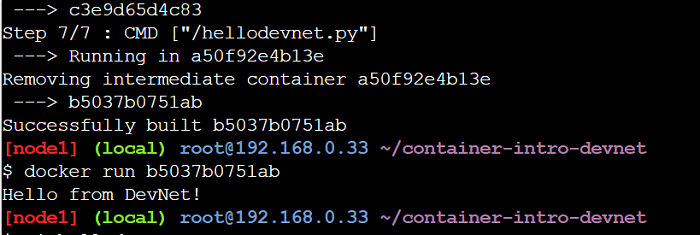 ---> c3e9d65d4c83
Step 7/7 : CMD ["/hellodevnet.py"]
---> Running in a50f92e4b13e
Removing intermediate container a50f92e4b13e
---> b5037b0751ab
Successfully built b5037b0751ab
[node1] (local) root@192.168.0.33 ~/container-intro-devnet
$ docker run b5037b0751ab
Hello from DevNet!
[node1] (local) root@192.168.0.33 ~/container-intro-devnet